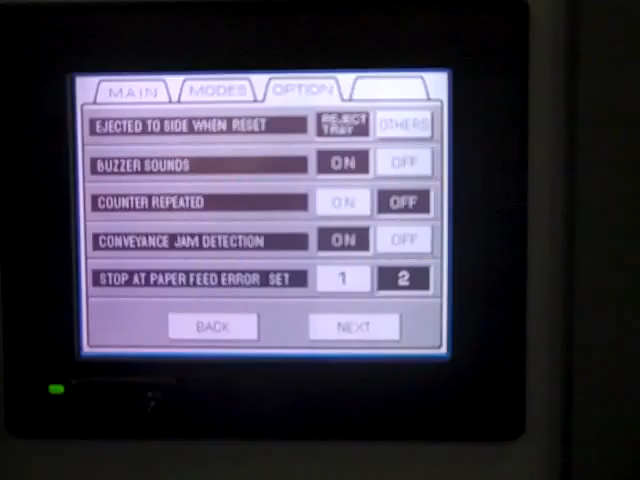 MAIN MODES OPTION
EJECTED TO SIDE WHEN RESET REJECT TRAY OTHERS
BUZZER SOUNDS ON OFF
COUNTER REPEATED ON OFF
CONVEYANCE JAM DETECTION ON OFF
STOP AT PAPER FEED ERROR SET 1 2
BACK NEXT